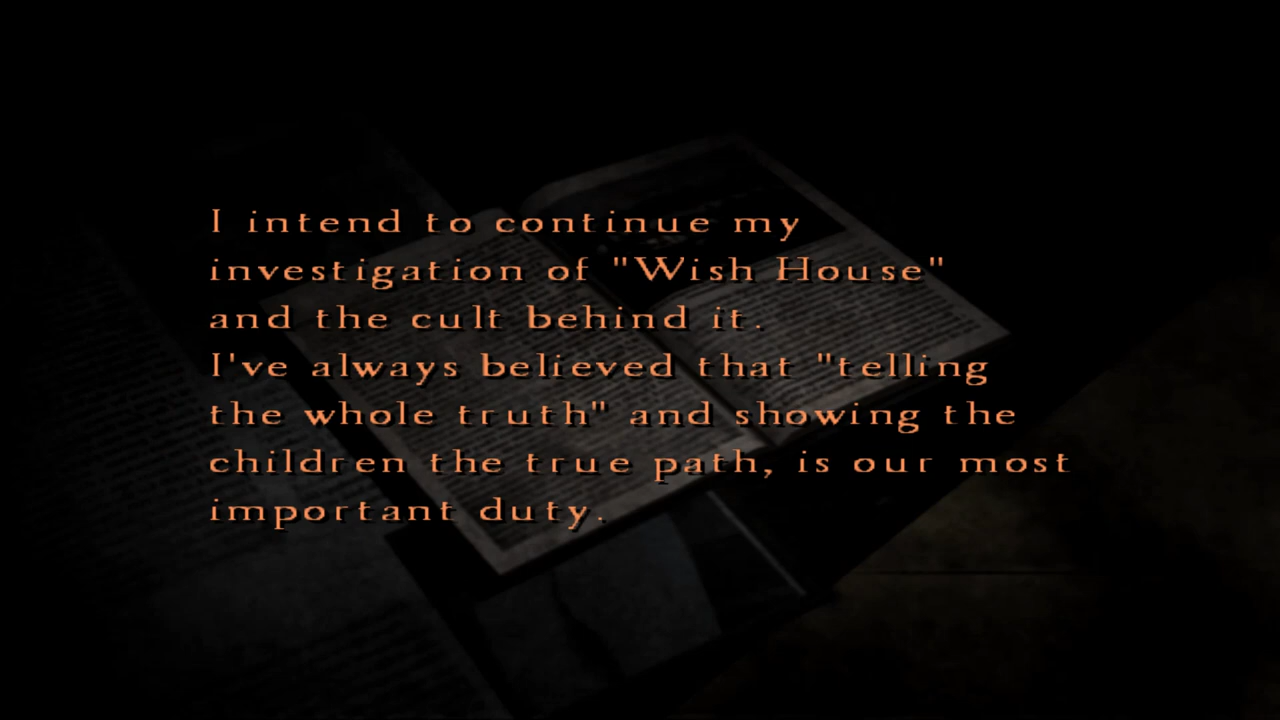 I intend to continue my
investigation of "Wish House"
and the cult behind it.
I've always believed that "telling
the whole truth" and showing the
children the true path, is our most
important duty.